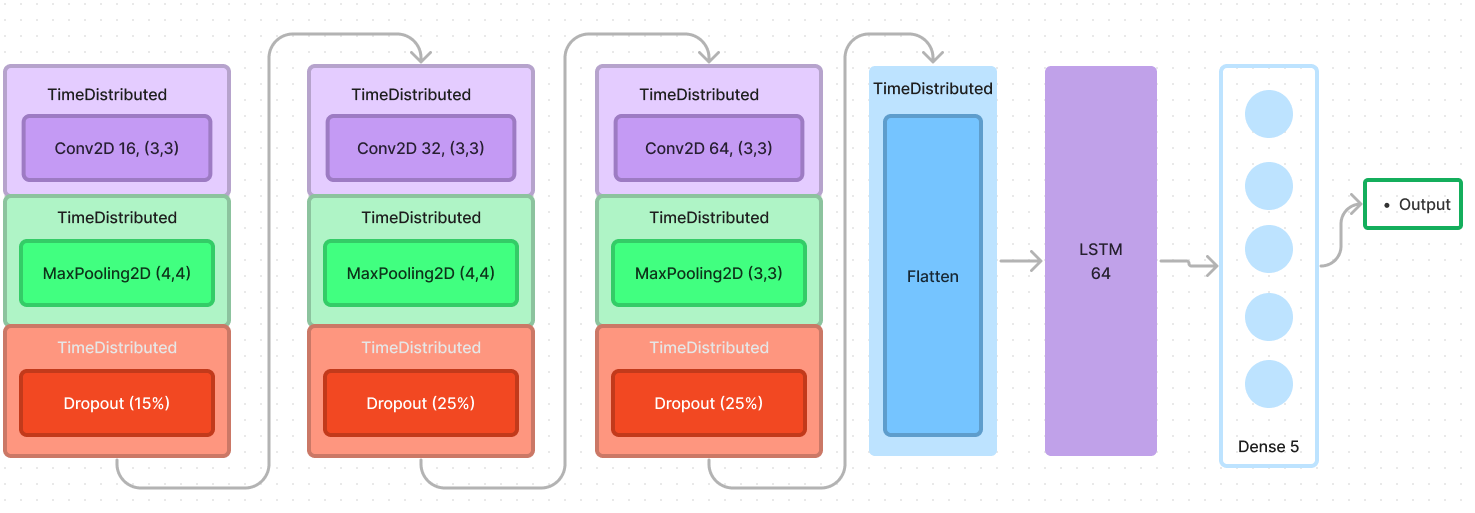 TimeDistributed
Conv2D 16, (3,3)
TimeDistributed
MaxPooling2D (4,4)
TimeDistributed
Dropout (15%)
TimeDistributed
Conv2D 32, (3,3)
TimeDistributed
MaxPooling2D (4,4)
TimeDistributed
Dropout (25%)
TimeDistributed
Conv2D 64, (3,3)
TimeDistributed
MaxPooling2D (3,3)
TimeDistributed
Dropout (25%)
TimeDistributed
Flatten
LSTM
64
Dense 5
• Output